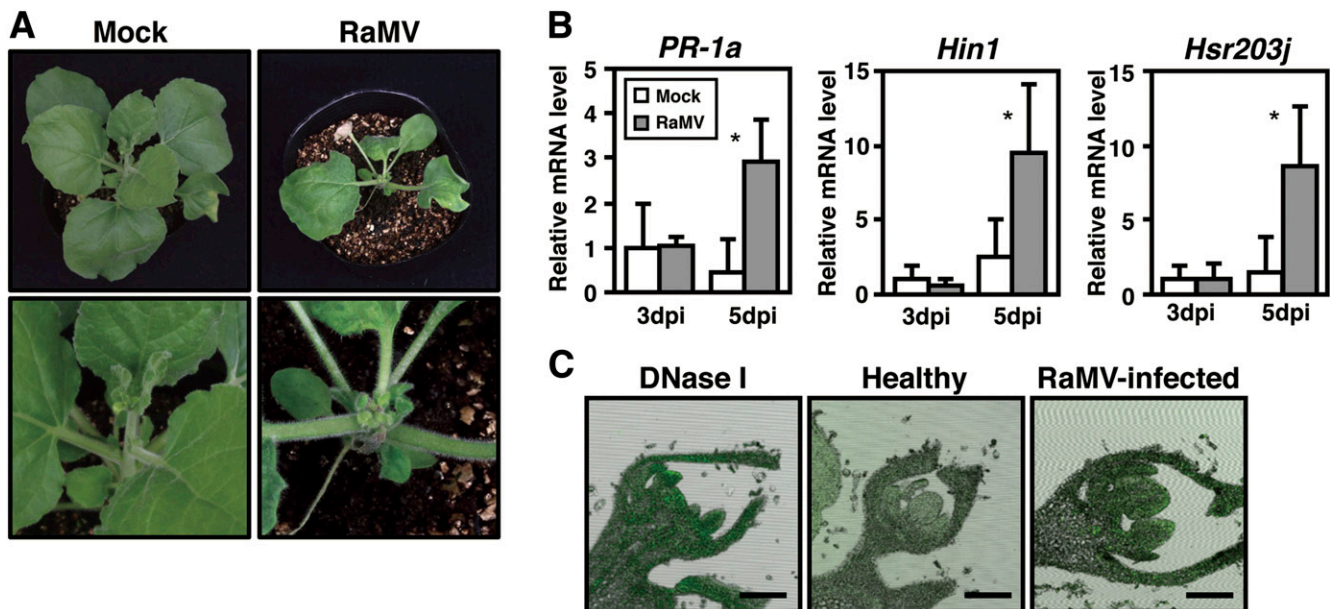 A
Mock
RaMV
B
PR-1a
Relative mRNA level
5
4
3
2
1
0
Mock
RaMV
*
3dpi
5dpi
Hin1
Relative mRNA level
15
10
5
0
*
3dpi
5dpi
Hsr203j
Relative mRNA level
15
10
5
0
*
3dpi
5dpi
C
DNase I
Healthy
RaMV-infected